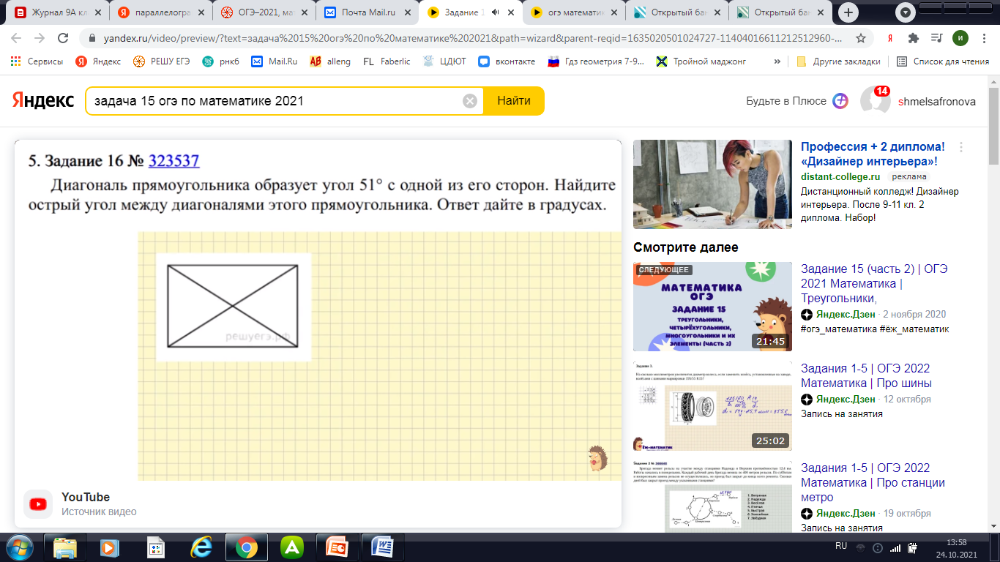 Журнал 9А кл
параллелогра
ОГЭ–2021, ма
Почта Mail.ru
Задание 1
огэ математи
Открытый бан
Открытый бан
yandex.ru/video/preview/?text=задача%2015%20огэ%20по%20математике%202021&path=wizard&parent-reqid=1635020501024727-11404016611212512960-...
и
Сервисы
Яндекс
РЕШУ ЕГЭ
рнкб
Mail.Ru
alleng
FL Faberlic
ЦДЮТ
вконтакте
Гдз геометрия 7-9...
Тройной маджонг
»
Другие закладки
Список для чтения
Яндекс
задача 15 огэ по математике 2021
Найти
Будьте в Плюсе
14
shmelsafronova
5. Задание 16 № 323537
Диагональ прямоугольника образует угол 51° с одной из его сторон. Найдите
острый угол между диагоналями этого прямоугольника. Ответ дайте в градусах.
решуегэ.рф
YouTube
Источник видео
Профессия + 2 диплома!
«Дизайнер интерьера»!
distant-college.ru реклама
Дистанционный колледж! Дизайнер
интерьера. После 9-11 кл. 2
диплома. Набор!
Смотрите далее
СЛЕДУЮЩЕЕ
МАТЕМАТИКА
ОГЭ
ЗАДАНИЕ 15
ТРЕУГОЛЬНИКИ,
ЧЕТЫРЁХУГОЛЬНИКИ,
МНОГОУГОЛЬНИКИ И ИХ
ЭЛЕМЕНТЫ (ЧАСТЬ 2)
21:45
Задание 15 (часть 2) | ОГЭ
2021 Математика |
Треугольники,
Яндекс.Дзен · 2 ноября 2020
#огэ_математика #ёж_математик
25:02
Задания 1-5 | ОГЭ 2022
Математика | Про шины
Яндекс.Дзен · 12 октября
Запись на занятия
Задания 1-5 | ОГЭ 2022
Математика | Про станции
метро
Яндекс.Дзен · 19 октября
Запись на занятия
RU
13:58
24.10.2021